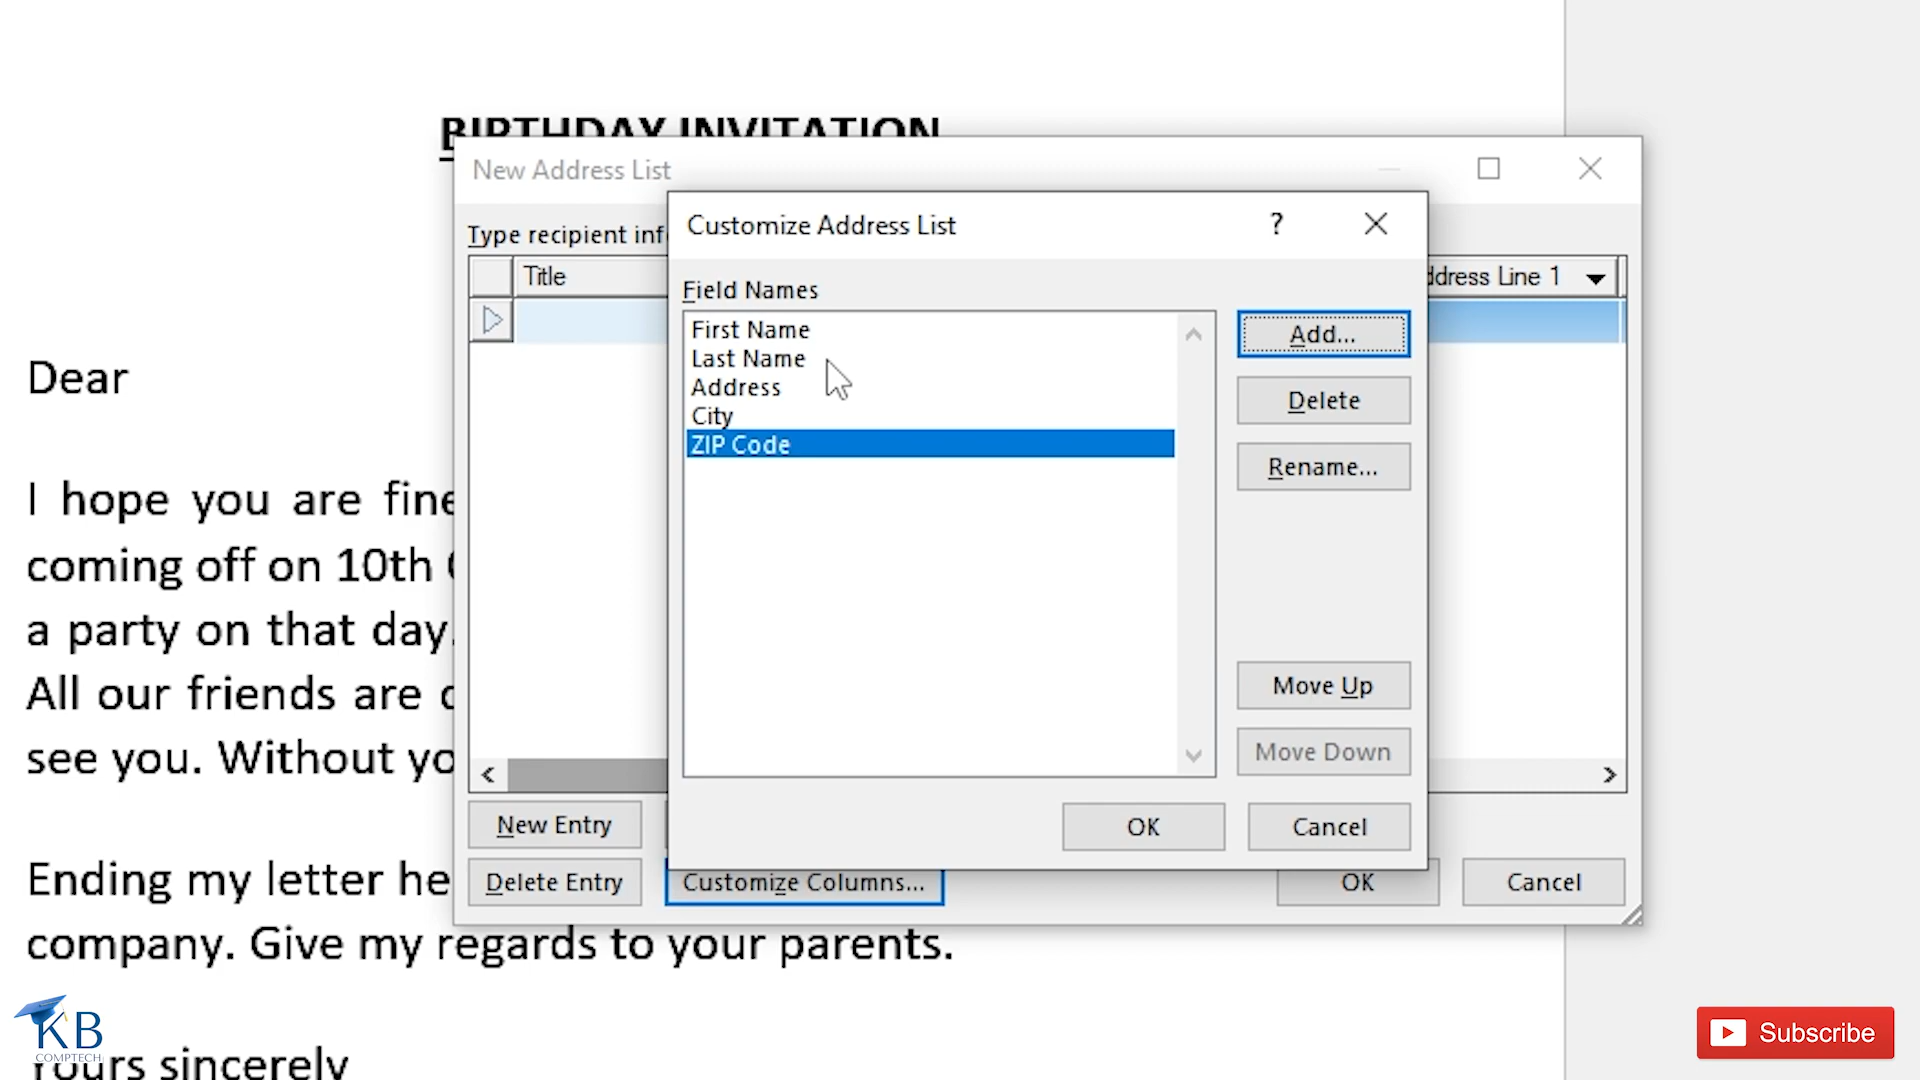 BIRTHDAY INVITATION
New Address List
Customize Address List
?
Type recipient inf
Field Names
Title
ddress Line 1
First Name
Last Name
Address
City
ZIP Code
Add...
Delete
Rename...
Move Up
Move Down
OK
Cancel
Dear
I hope you are fine
coming off on 10th
a party on that day.
All our friends are
see you. Without yo
New Entry
Delete Entry
Customize Columns...
OK
Cancel
Ending my letter he
company. Give my regards to your parents.
Yours sincerely
KB
COMPTECH
Subscribe